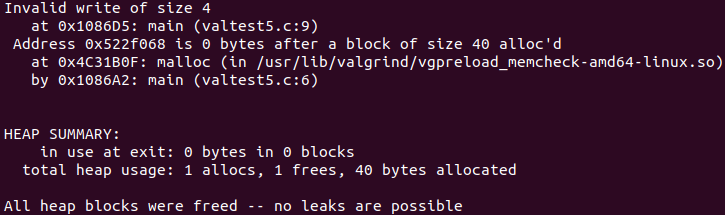 Invalid write of size 4
at 0x1086D5: main (valtest5.c:9)
Address 0x522f068 is 0 bytes after a block of size 40 alloc'd
at 0x4C31B0F: malloc (in /usr/lib/valgrind/vgpreload_memcheck-amd64-linux.so)
by 0x1086A2: main (valtest5.c:6)
HEAP SUMMARY:
in use at exit: 0 bytes in 0 blocks
total heap usage: 1 allocs, 1 frees, 40 bytes allocated
All heap blocks were freed -- no leaks are possible